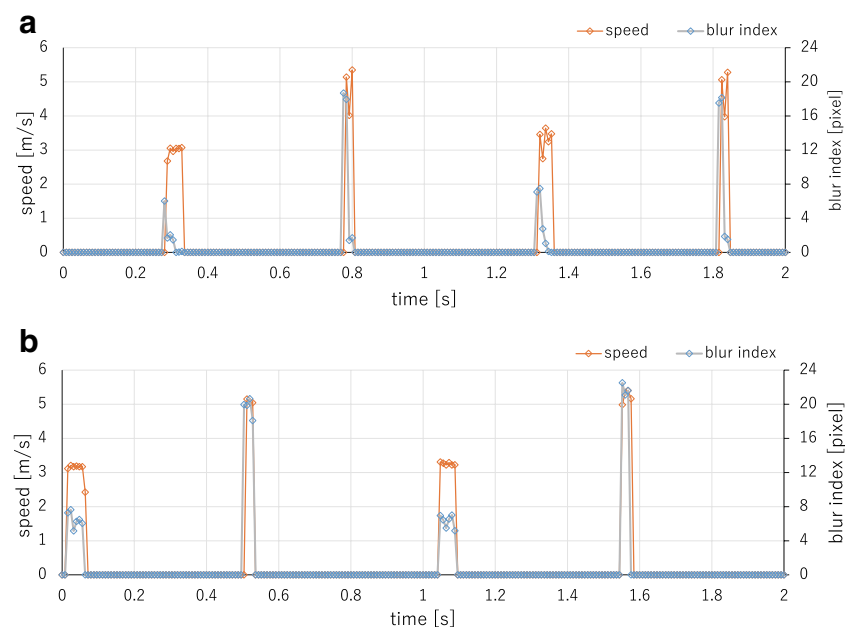 a
speed blur index
6 24
5 20
4 16
3 12
2 8
1 4
0 0
speed [m/s]
blur index [pixel]
0 0.2 0.4 0.6 0.8 1 1.2 1.4 1.6 1.8 2
time [s]
b
speed blur index
6 24
5 20
4 16
3 12
2 8
1 4
0 0
speed [m/s]
blur index [pixel]
0 0.2 0.4 0.6 0.8 1 1.2 1.4 1.6 1.8 2
time [s]